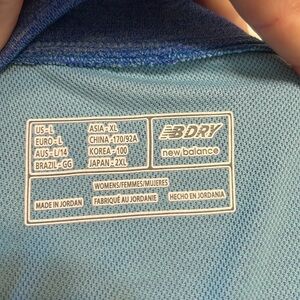 US-L
EURO-L
AUS-L/14
BRAZIL-GG
ASIA-XL
CHINA-170/92A
KOREA-100
JAPAN-2XL
NB DRY
new balance
WOMENS/FEMMES/MUJERES
MADE IN JORDAN
FABRIQUÉ AU JORDANIE
HECHO EN JORDANIA